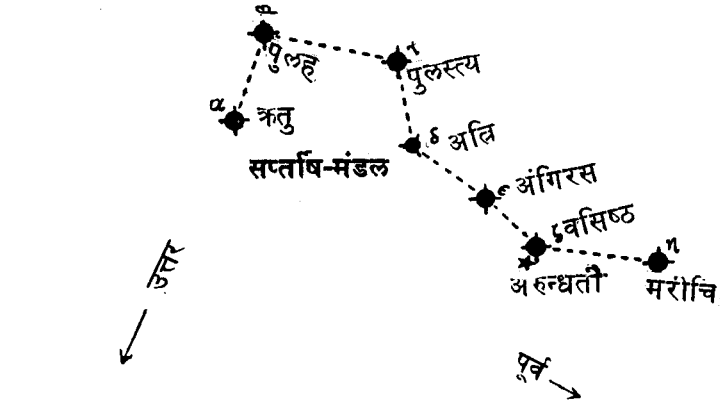 β
पुलह
γ
पुलस्त्य
α
ऋतु
δ अत्रि
सप्तर्षि-मंडल
ε अंगिरस
ζ वसिष्ठ
η
अरुन्धती
मरीचि
उत्तर
पूर्व